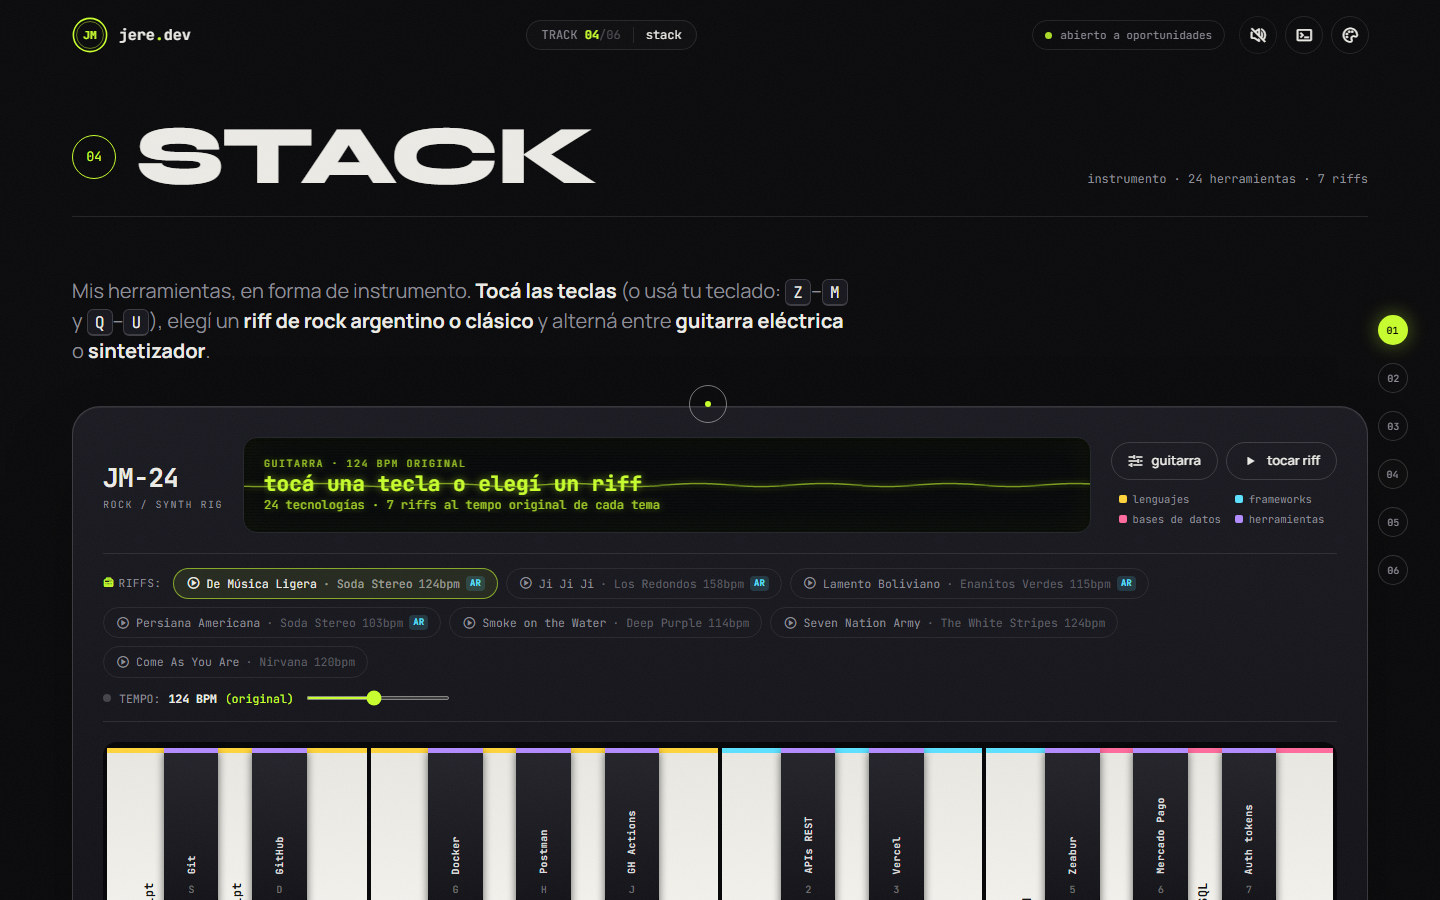 JM jere.dev
TRACK 04/06 stack
abierto a oportunidades
04 STACK
instrumento · 24 herramientas · 7 riffs
Mis herramientas, en forma de instrumento. Tocá las teclas (o usá tu teclado: Z–M
y Q–U), elegí un riff de rock argentino o clásico y alterná entre guitarra eléctrica
o sintetizador.
01
02
03
04
05
06
JM-24
ROCK / SYNTH RIG
GUITARRA · 124 BPM ORIGINAL
tocá una tecla o elegí un riff
24 tecnologías · 7 riffs al tempo original de cada tema
guitarra
tocar riff
lenguajes
frameworks
bases de datos
herramientas
RIFFS:
De Música Ligera · Soda Stereo 124bpm AR
Ji Ji Ji · Los Redondos 158bpm AR
Lamento Boliviano · Enanitos Verdes 115bpm AR
Persiana Americana · Soda Stereo 103bpm AR
Smoke on the Water · Deep Purple 114bpm
Seven Nation Army · The White Stripes 124bpm
Come As You Are · Nirvana 120bpm
TEMPO: 124 BPM (original)
Git
S
GitHub
D
Docker
G
Postman
H
GH Actions
J
APIs REST
2
Vercel
3
Zeabur
5
Mercado Pago
6
Auth tokens
7